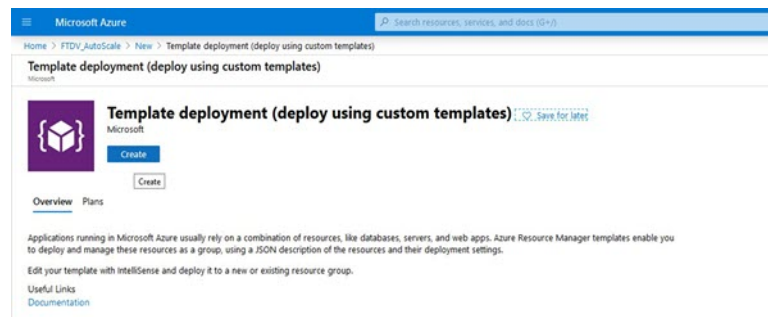 Microsoft Azure
Search resources, services, and docs (G+/)
Home > FTDV_AutoScale > New > Template deployment (deploy using custom templates)
Template deployment (deploy using custom templates)
Microsoft
Template deployment (deploy using custom templates)
Save for later
Microsoft
Create
Create
Overview Plans
Applications running in Microsoft Azure usually rely on a combination of resources, like databases, servers, and web apps. Azure Resource Manager templates enable you
to deploy and manage these resources as a group, using a JSON description of the resources and their deployment settings.
Edit your template with IntelliSense and deploy it to a new or existing resource group.
Useful Links
Documentation